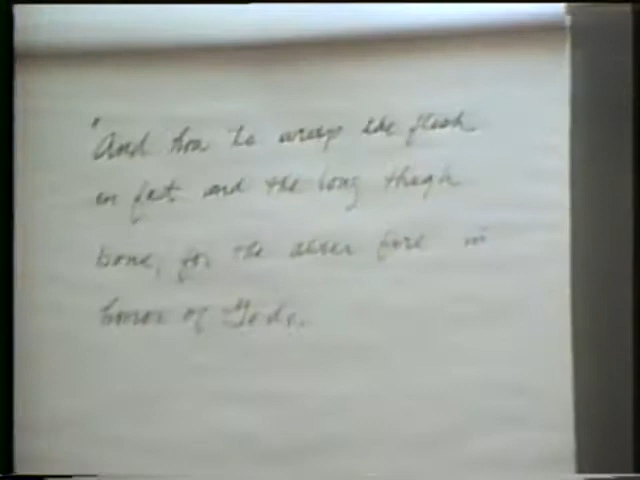 "And how to wrap the flesh
in fat and the long thigh
bone, for the alter fire in
honor of Gods.